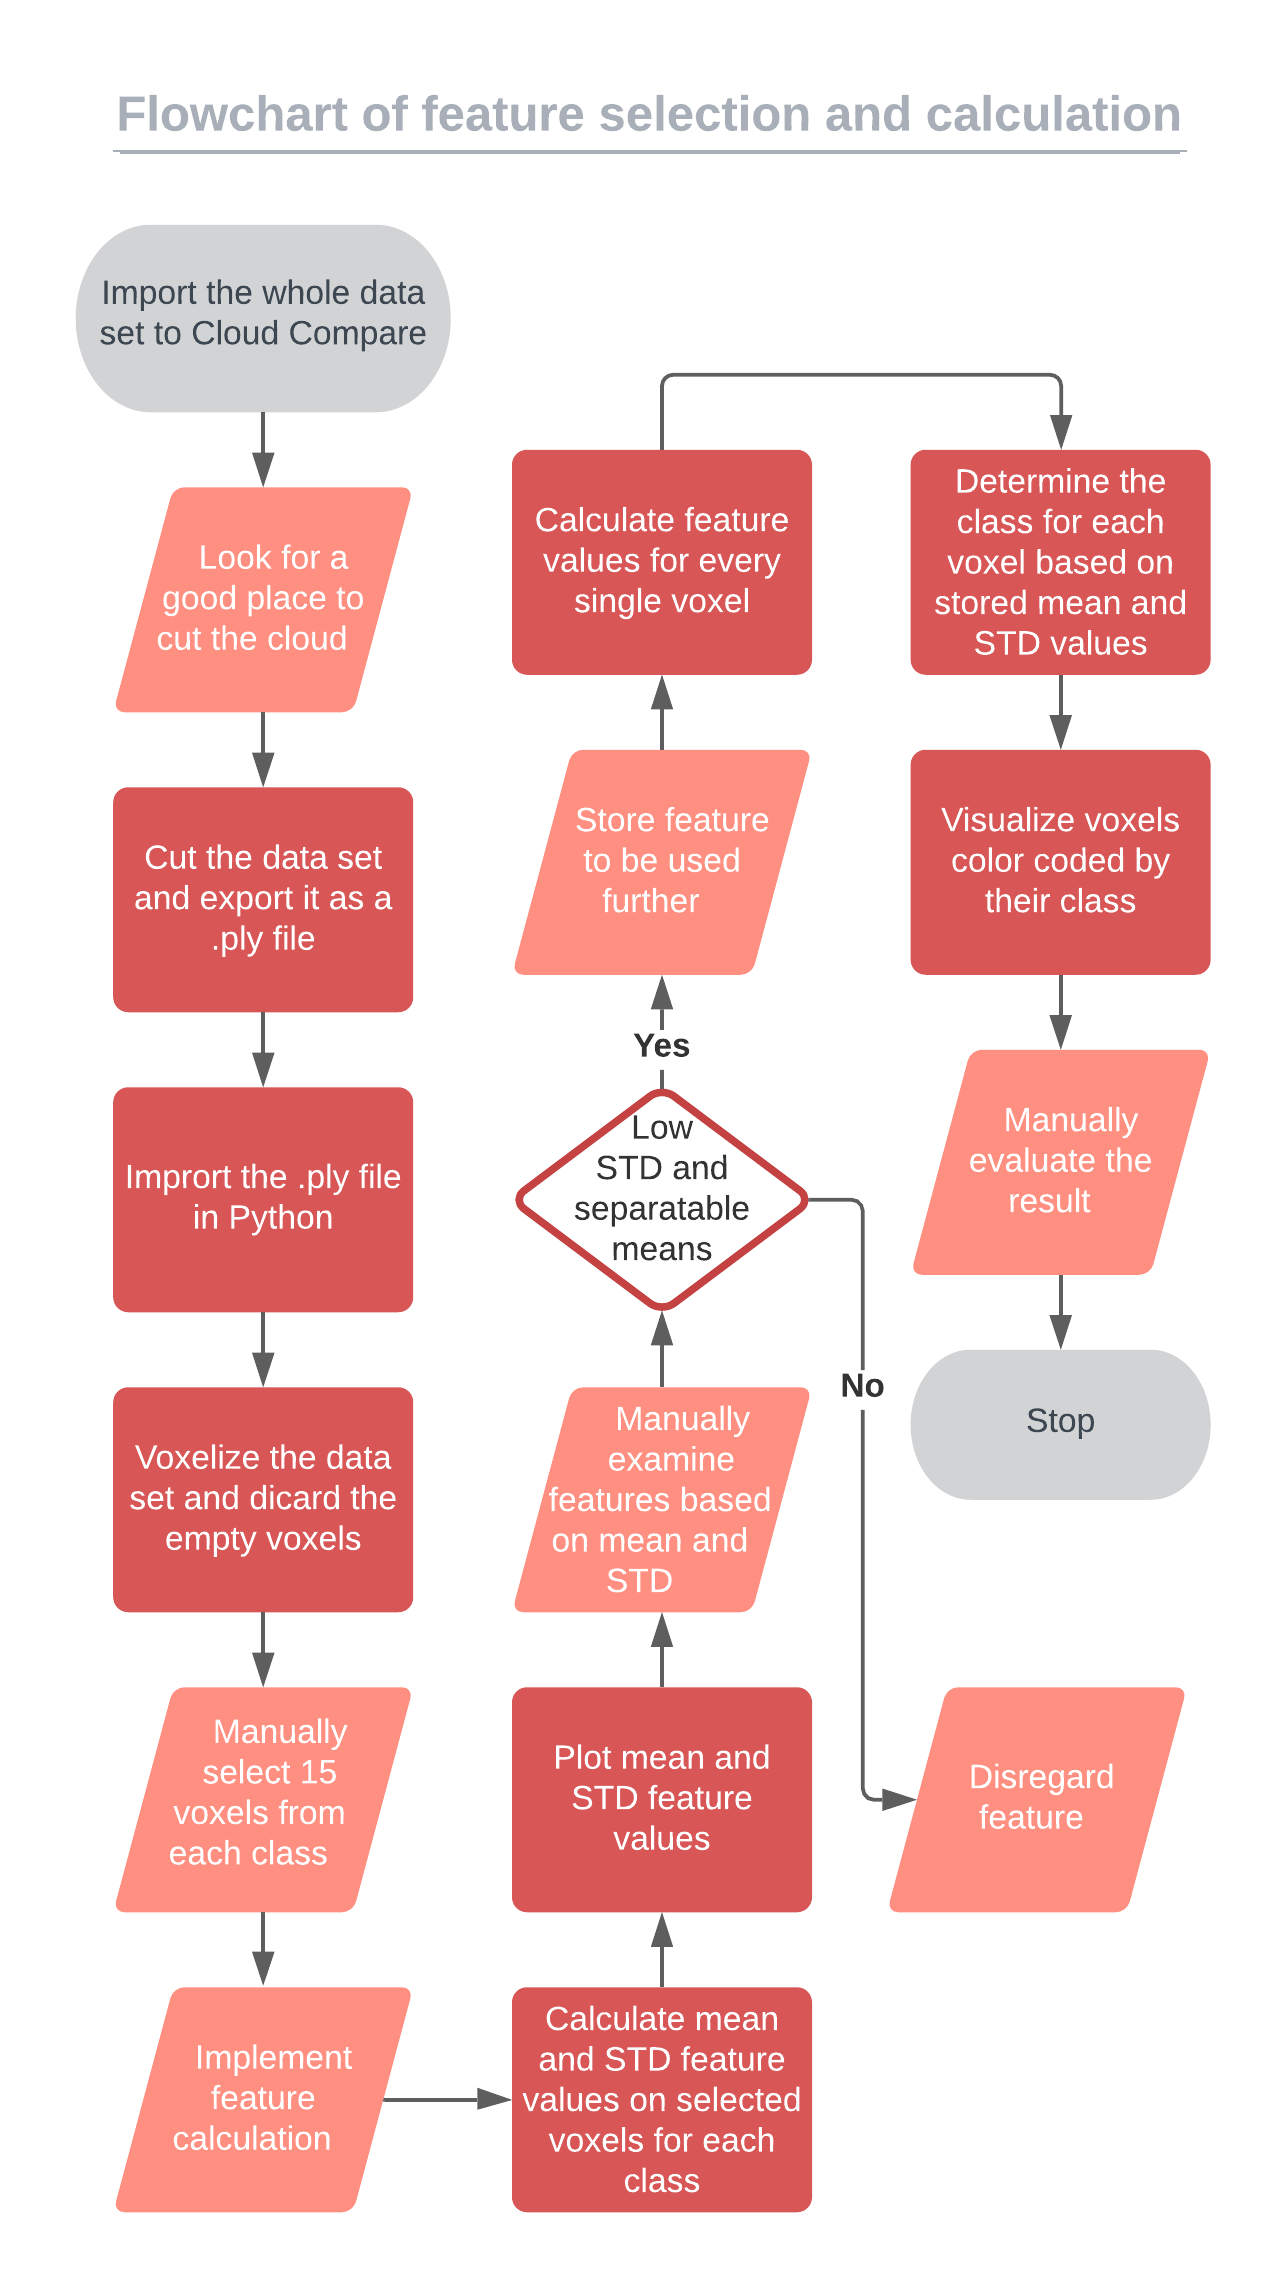 Flowchart of feature selection and calculation
Import the whole data
set to Cloud Compare
Look for a
good place to
cut the cloud
Cut the data set
and export it as a
.ply file
Imprort the .ply file
in Python
Voxelize the data
set and dicard the
empty voxels
Manually
select 15
voxels from
each class
Implement
feature
calculation
Calculate mean
and STD feature
values on selected
voxels for each
class
Plot mean and
STD feature
values
Manually
examine
features based
on mean and
STD
Low
STD and
separatable
means
Yes
No
Disregard
feature
Store feature
to be used
further
Calculate feature
values for every
single voxel
Determine the
class for each
voxel based on
stored mean and
STD values
Visualize voxels
color coded by
their class
Manually
evaluate the
result
Stop